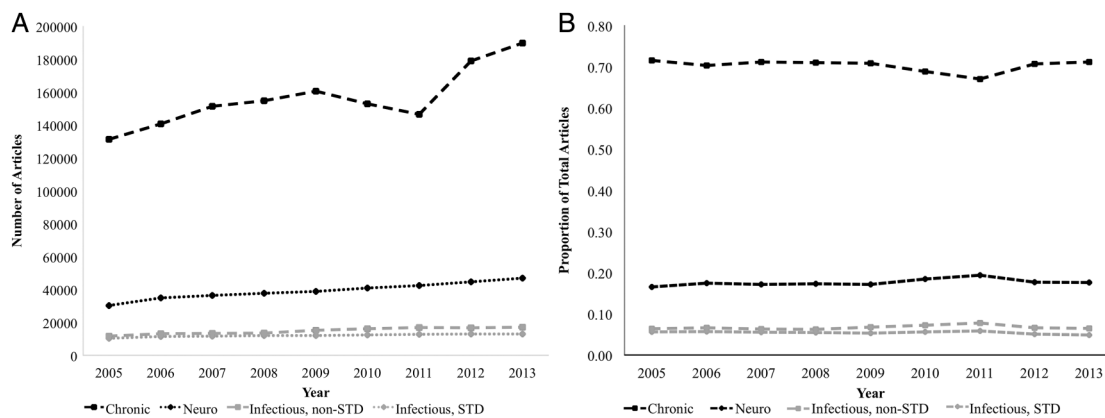 A
Number of Articles
200000
180000
160000
140000
120000
100000
80000
60000
40000
20000
0
2005 2006 2007 2008 2009 2010 2011 2012 2013
Year
Chronic Neuro Infectious, non-STD Infectious, STD
B
Proportion of Total Articles
0.80
0.70
0.60
0.50
0.40
0.30
0.20
0.10
0.00
2005 2006 2007 2008 2009 2010 2011 2012 2013
Year
Chronic Neuro Infectious, non-STD Infectious, STD